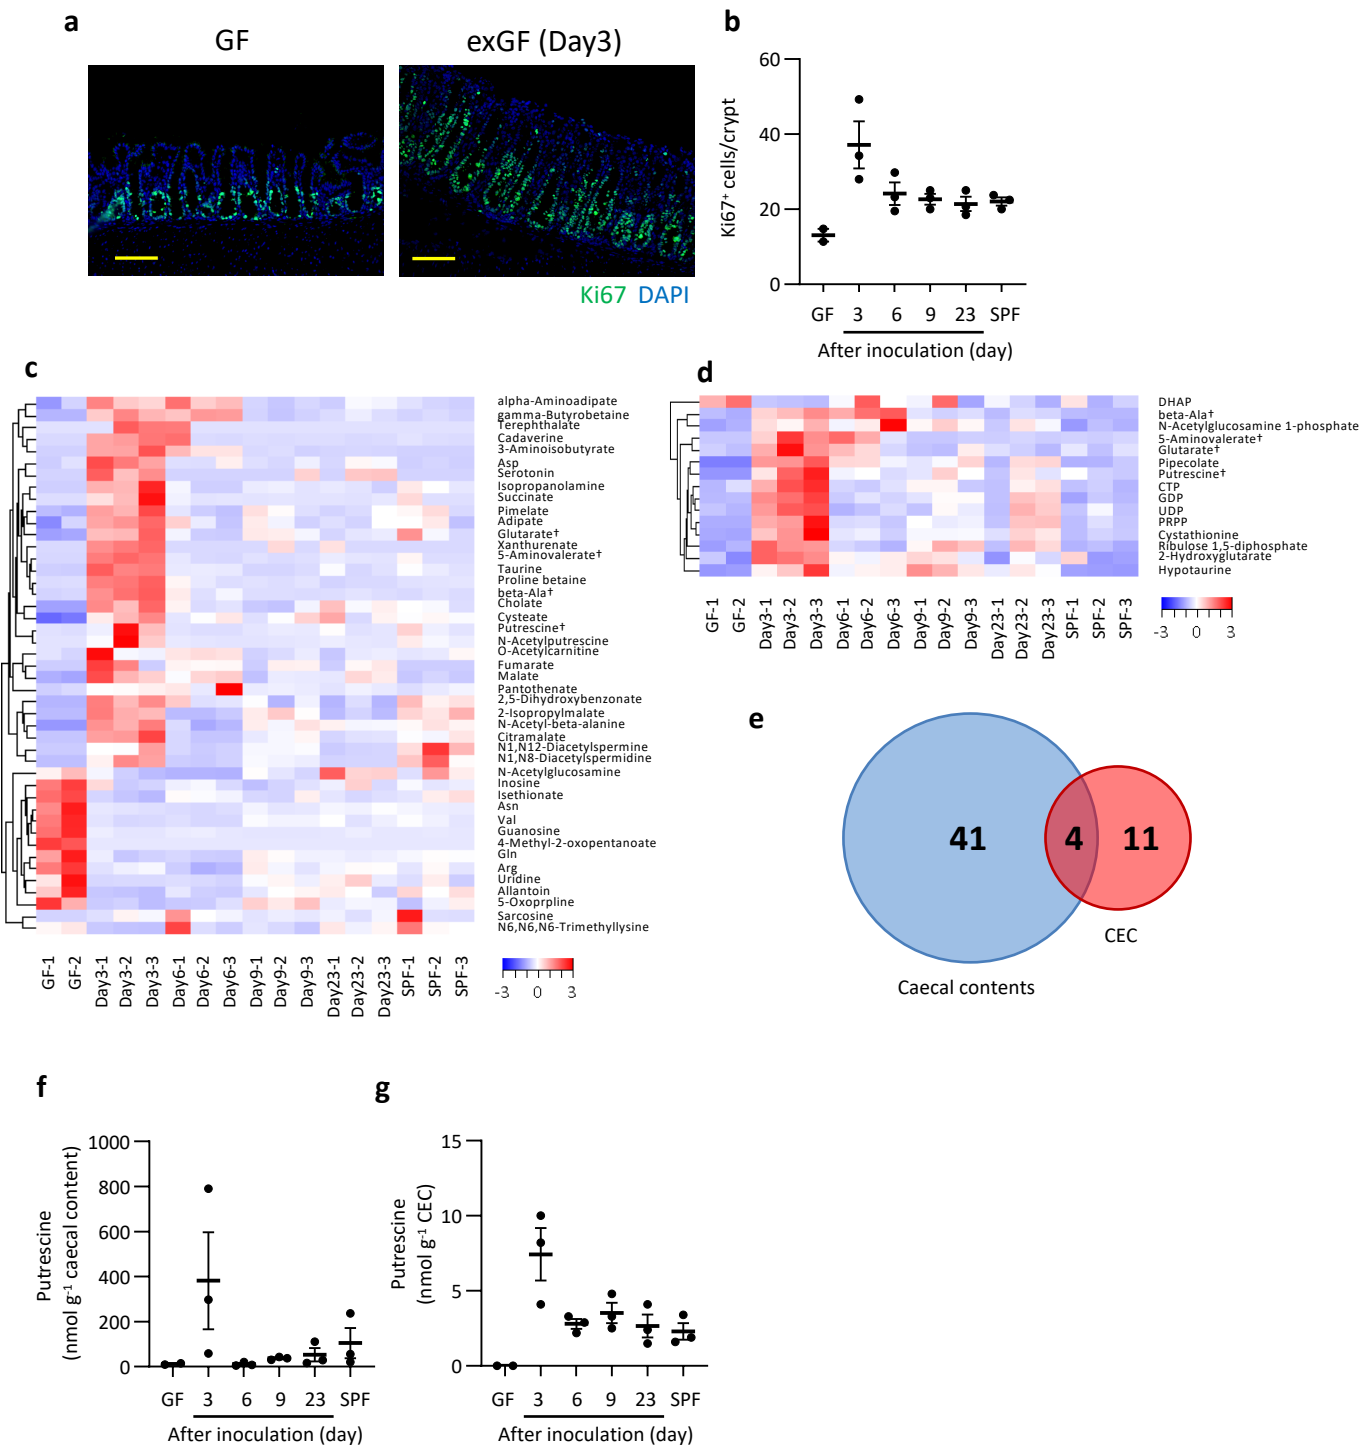 a
GF
exGF (Day3)
Ki67 DAPI
b
Ki67⁺ cells/crypt
60
40
20
0
GF 3 6 9 23 SPF
After inoculation (day)
c
alpha-Aminoadipate
gamma-Butyrobetaine
Terephthalate
Cadaverine
3-Aminoisobutyrate
Asp
Serotonin
Isopropanolamine
Succinate
Pimelate
Adipate
Glutarate†
Xanthurenate
5-Aminovalerate†
Taurine
Proline betaine
beta-Ala†
Cholate
Cysteate
Putrescine†
N-Acetylputrescine
O-Acetylcarnitine
Fumarate
Malate
Pantothenate
2,5-Dihydroxybenzonate
2-Isopropylmalate
N-Acetyl-beta-alanine
Citramalate
N1,N12-Diacetylspermine
N1,N8-Diacetylspermidine
N-Acetylglucosamine
Inosine
Isethionate
Asn
Val
Guanosine
4-Methyl-2-oxopentanoate
Gln
Arg
Uridine
Allantoin
5-Oxoprpline
Sarcosine
N6,N6,N6-Trimethyllysine
GF-1 GF-2 Day3-1 Day3-2 Day3-3 Day6-1 Day6-2 Day6-3 Day9-1 Day9-2 Day9-3 Day23-1 Day23-2 Day23-3 SPF-1 SPF-2 SPF-3
-3 0 3
d
DHAP
beta-Ala†
N-Acetylglucosamine 1-phosphate
5-Aminovalerate†
Glutarate†
Pipecolate
Putrescine†
CTP
GDP
UDP
PRPP
Cystathionine
Ribulose 1,5-diphosphate
2-Hydroxyglutarate
Hypotaurine
GF-1 GF-2 Day3-1 Day3-2 Day3-3 Day6-1 Day6-2 Day6-3 Day9-1 Day9-2 Day9-3 Day23-1 Day23-2 Day23-3 SPF-1 SPF-2 SPF-3
-3 0 3
e
41 4 11
CEC
Caecal contents
f
Putrescine
(nmol g⁻¹ caecal content)
1000
800
600
400
200
0
GF 3 6 9 23 SPF
After inoculation (day)
g
Putrescine
(nmol g⁻¹ CEC)
15
10
5
0
GF 3 6 9 23 SPF
After inoculation (day)